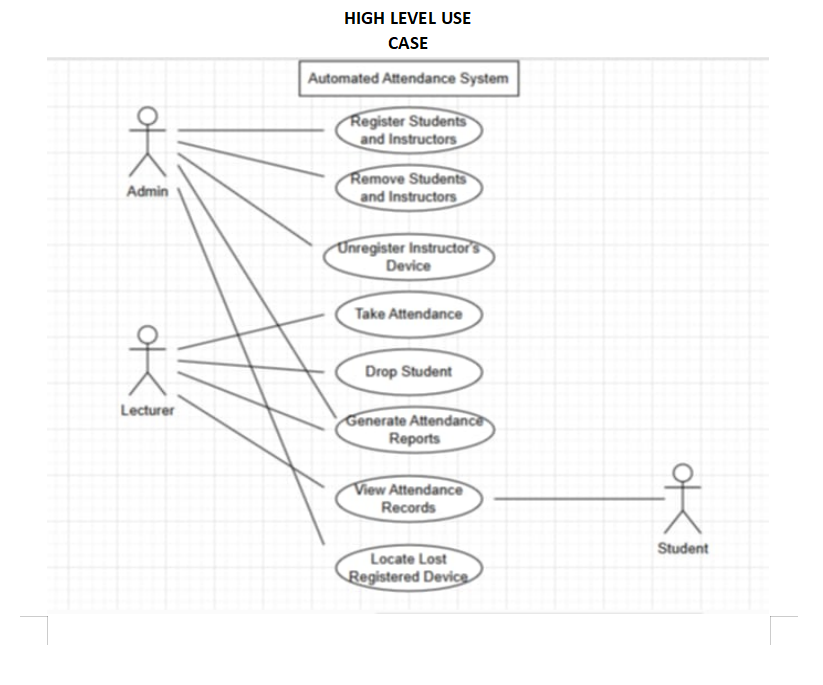 HIGH LEVEL USE
CASE
Automated Attendance System
Register Students
and Instructors
Admin
Remove Students
and Instructors
Unregister Instructor's
Device
Take Attendance
Lecturer
Drop Student
Generate Attendance
Reports
View Attendance
Records
Student
Locate Lost
Registered Device